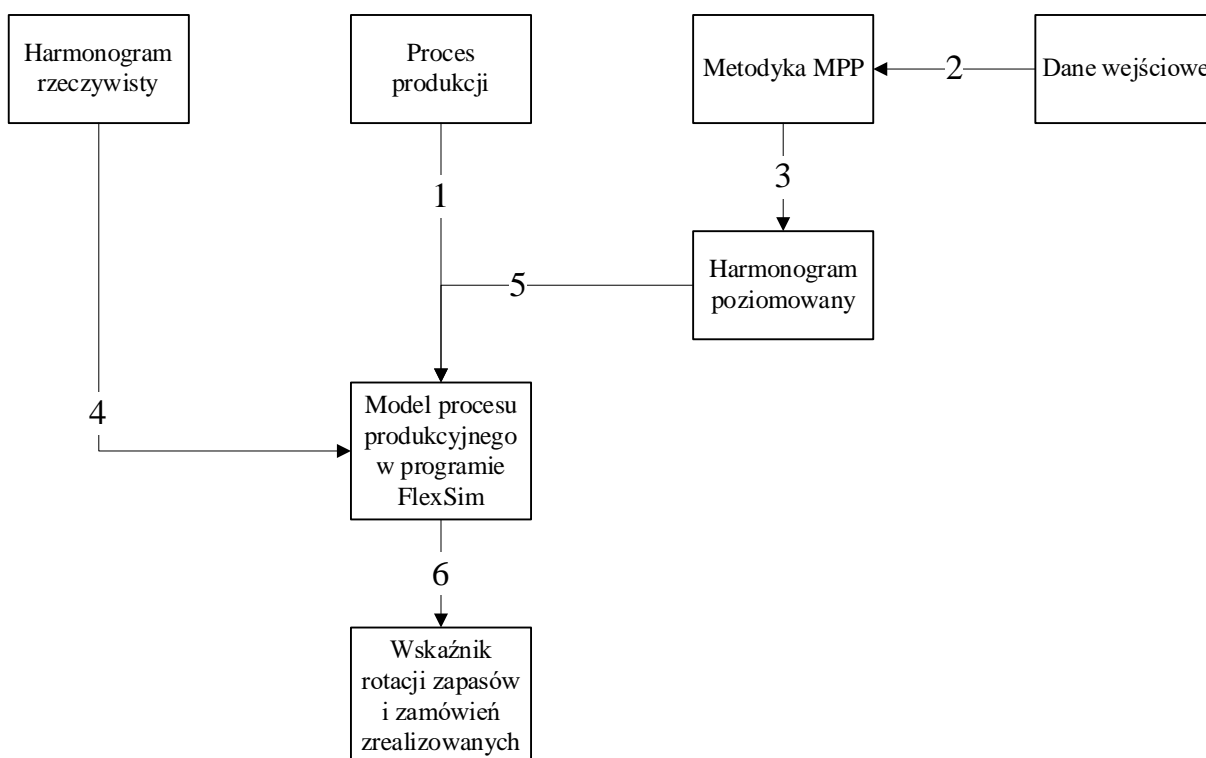 Harmonogram
rzeczywisty
Proces
produkcji
Metodyka MPP
2
Dane wejściowe
1
3
Harmonogram
poziomowany
5
4
Model procesu
produkcyjnego
w programie
FlexSim
6
Wskaźnik
rotacji zapasów
i zamówień
zrealizowanych